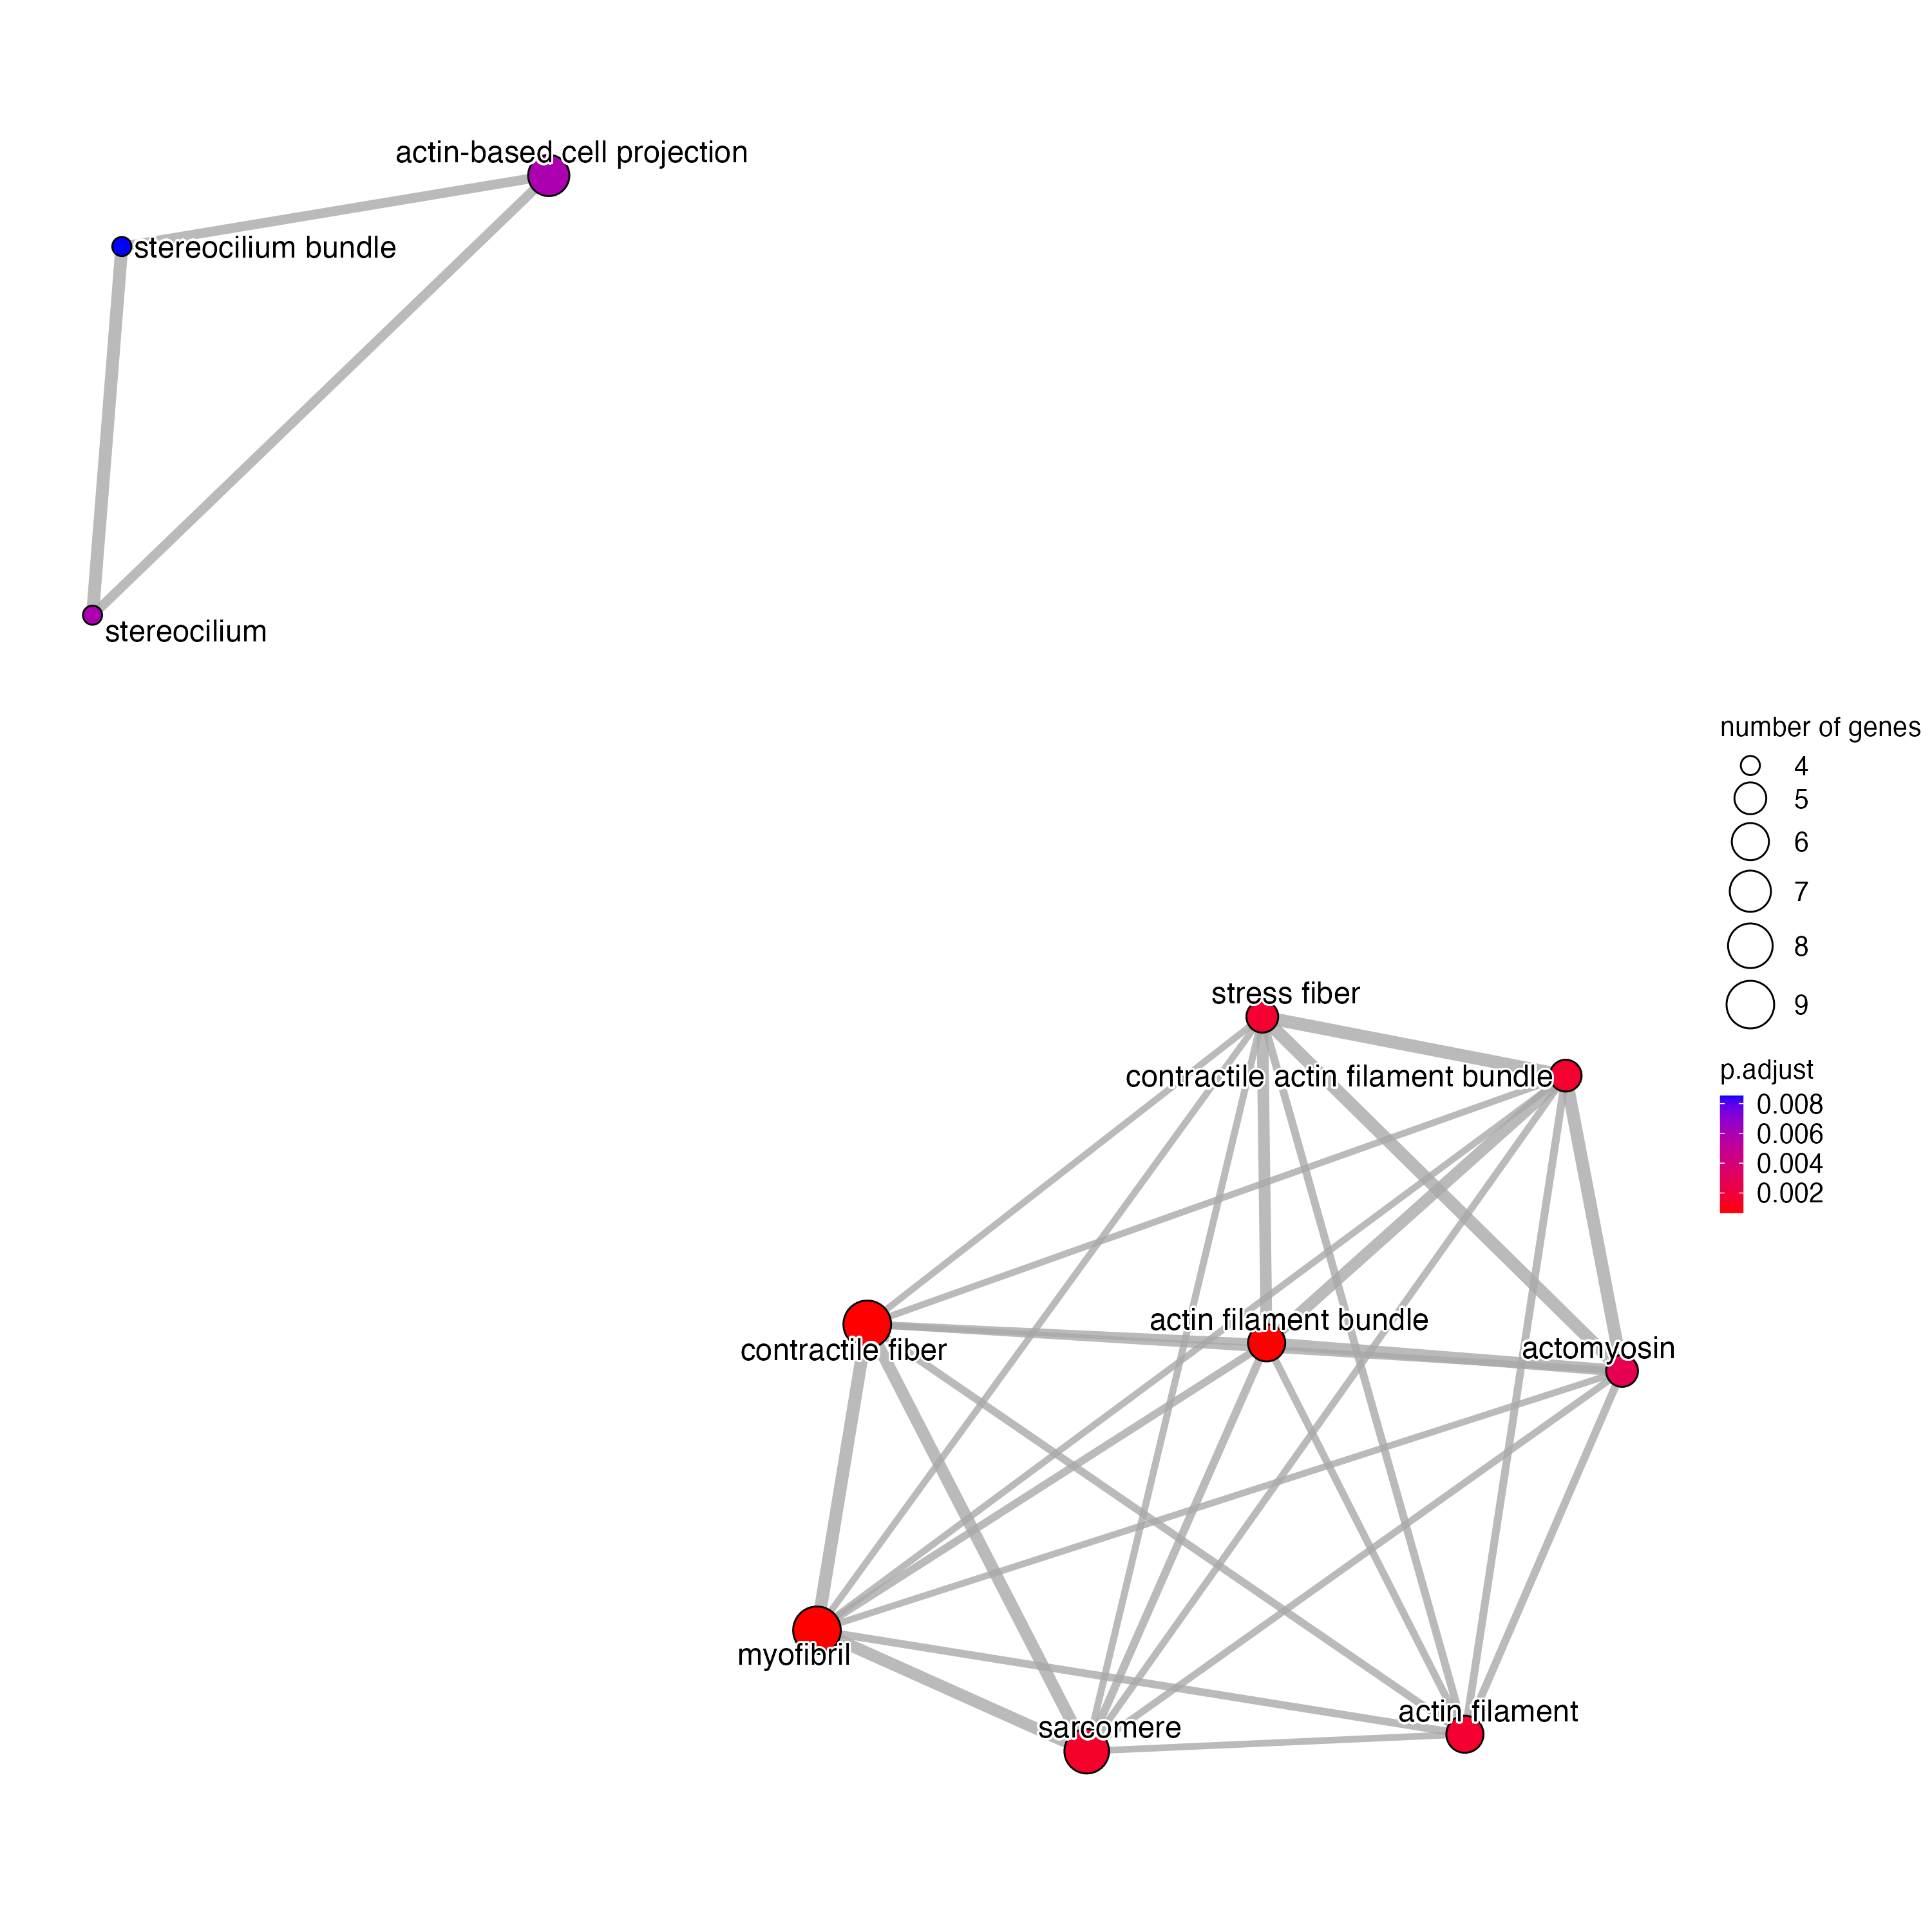 actin-based cell projection
stereocilium bundle
stereocilium
number of genes
4
5
6
7
8
9
stress fiber
contractile actin filament bundle
p.adjust
0.008
0.006
0.004
0.002
actin filament bundle
contractile fiber
actomyosin
myofibril
actin filament
sarcomere